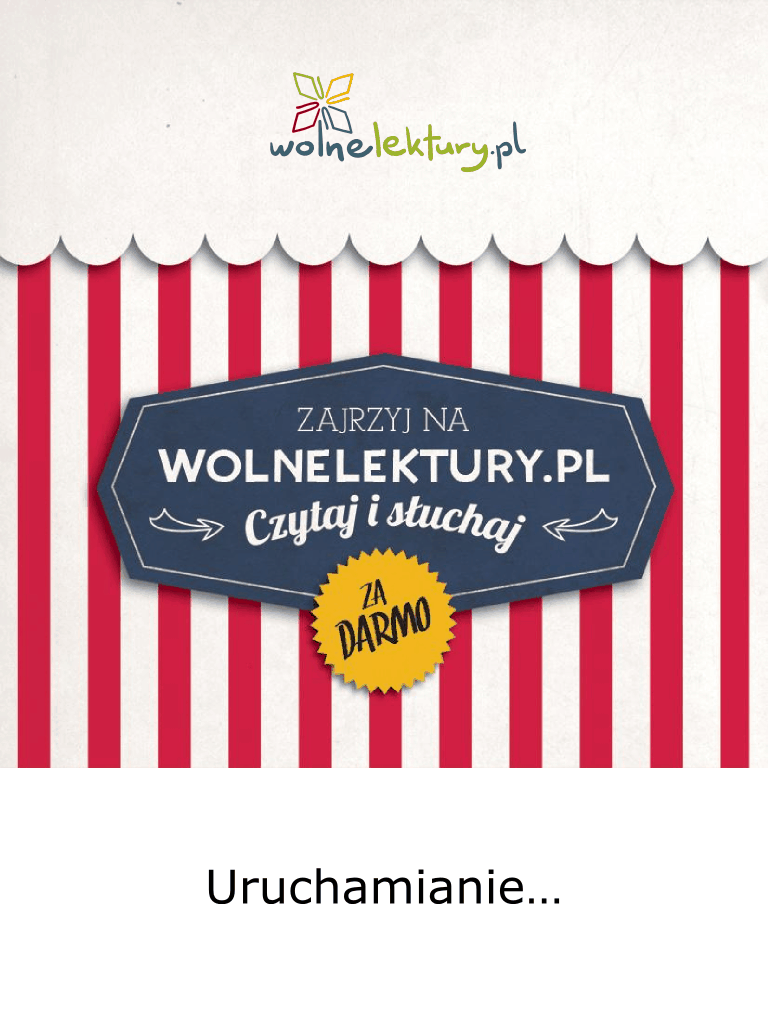 wolnelektury.pl
ZAJRZYJ NA
WOLNELEKTURY.PL
Czytaj i słuchaj
ZA
DARMO
Uruchamianie…